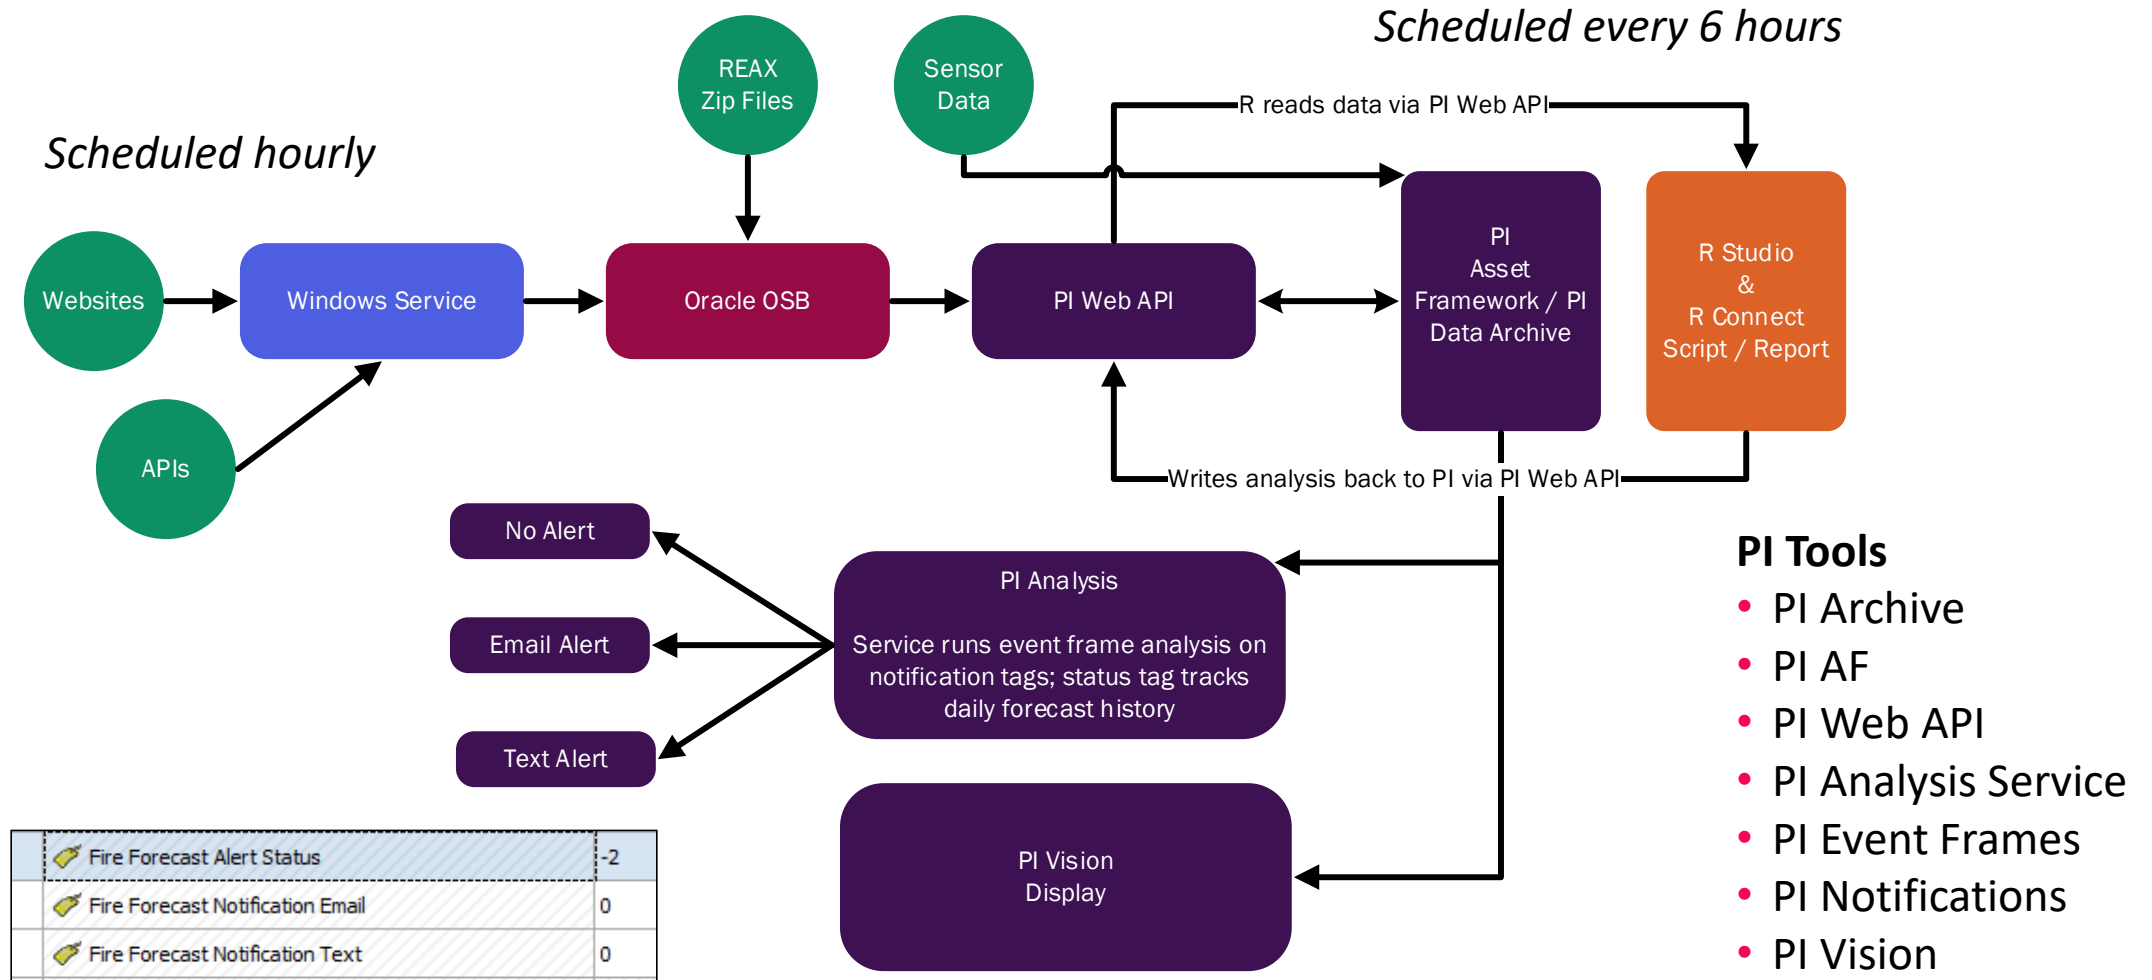 Scheduled every 6 hours
REAX
Zip Files
Sensor
Data
R reads data via PI Web API
Scheduled hourly
Websites
Windows Service
Oracle OSB
PI Web API
PI
Asset
Framework / PI
Data Archive
R Studio
&
R Connect
Script / Report
APIs
Writes analysis back to PI via PI Web API
No Alert
Email Alert
Text Alert
PI Analysis
Service runs event frame analysis on
notification tags; status tag tracks
daily forecast history
PI Vision
Display
PI Tools
• PI Archive
• PI AF
• PI Web API
• PI Analysis Service
• PI Event Frames
• PI Notifications
• PI Vision
Fire Forecast Alert Status -2
Fire Forecast Notification Email 0
Fire Forecast Notification Text 0